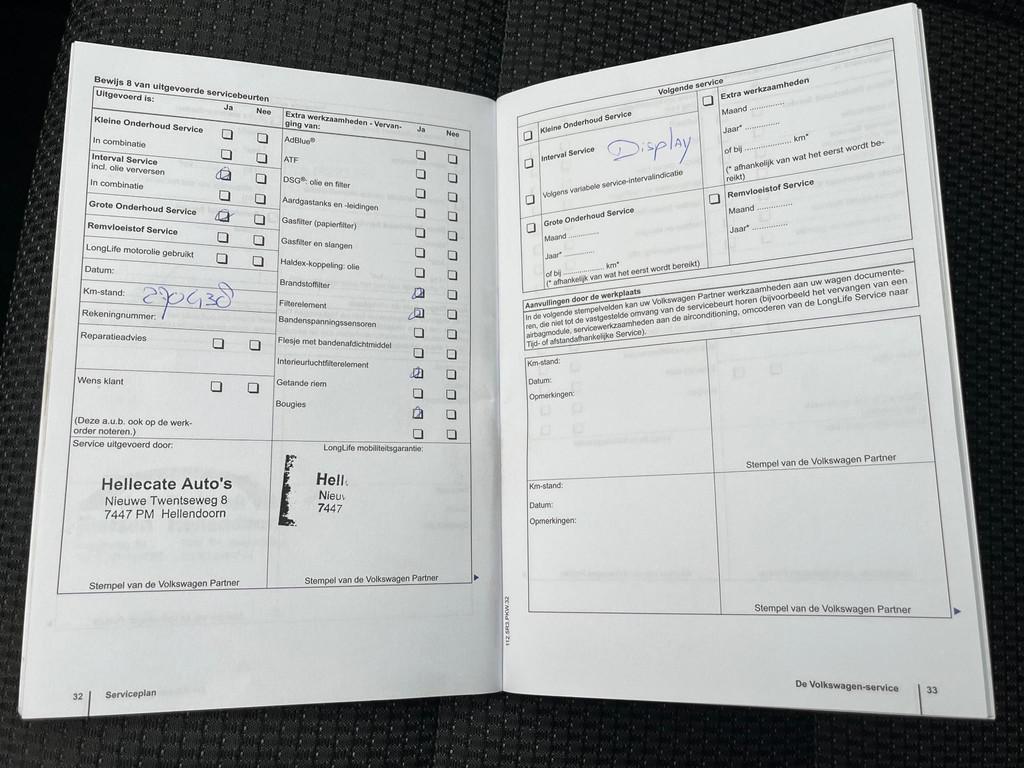 Bewijs 8 van uitgevoerde servicebeurten
Uitgevoerd is:
Ja
Nee
Kleine Onderhoud Service
In combinatie
Interval Service
incl. olie verversen
In combinatie
Grote Onderhoud Service
Remvloeistof Service
LongLife motorolie gebruikt
Datum:
Km-stand:
Rekeningnummer:
Reparatieadvies
Wens klant
(Deze a.u.b. ook op de werk-
order noteren.)
Service uitgevoerd door:
Hellecate Auto's
Nieuwe Twentseweg 8
7447 PM Hellendoorn
Stempel van de Volkswagen Partner
Extra werkzaamheden - Vervan-
ging van:
Ja
Nee
AdBlue®
ATF
DSG®: olie en filter
Aardgastanks en -leidingen
Gasfilter (papierfilter)
Gasfilter en slangen
Haldex-koppeling: olie
Brandstoffilter
Filterelement
Bandenspanningssensoren
Flesje met bandenafdichtmiddel
Interieurluchtfilterelement
Getande riem
Bougies
LongLife mobiliteitsgarantie:
Hell
Nieu
7447
Stempel van de Volkswagen Partner
32
Serviceplan
Volgende service
Kleine Onderhoud Service
Interval Service
Display
Volgens variabele service-intervalindicatie
Grote Onderhoud Service
Maand ..............
Jaar* ..............
of bij .............. km*
(* afhankelijk van wat het eerst wordt bereikt)
Extra werkzaamheden
Maand ..............
Jaar* ..............
of bij .............. km*
(* afhankelijk van wat het eerst wordt be-
reikt)
Remvloeistof Service
Maand ..............
Jaar* ..............
Aanvullingen door de werkplaats
In de volgende stempelvelden kan uw Volkswagen Partner werkzaamheden aan uw wagen documente-
ren, die niet tot de vastgestelde omvang van de servicebeurt horen (bijvoorbeeld het vervangen van een
airbagmodule, servicewerkzaamheden aan de airconditioning, omcoderen van de LongLife Service naar
Tijd- of afstandafhankelijke Service).
Km-stand:
Datum:
Opmerkingen:
Stempel van de Volkswagen Partner
Km-stand:
Datum:
Opmerkingen:
Stempel van de Volkswagen Partner
112.5R3.PKW.32
De Volkswagen-service
33